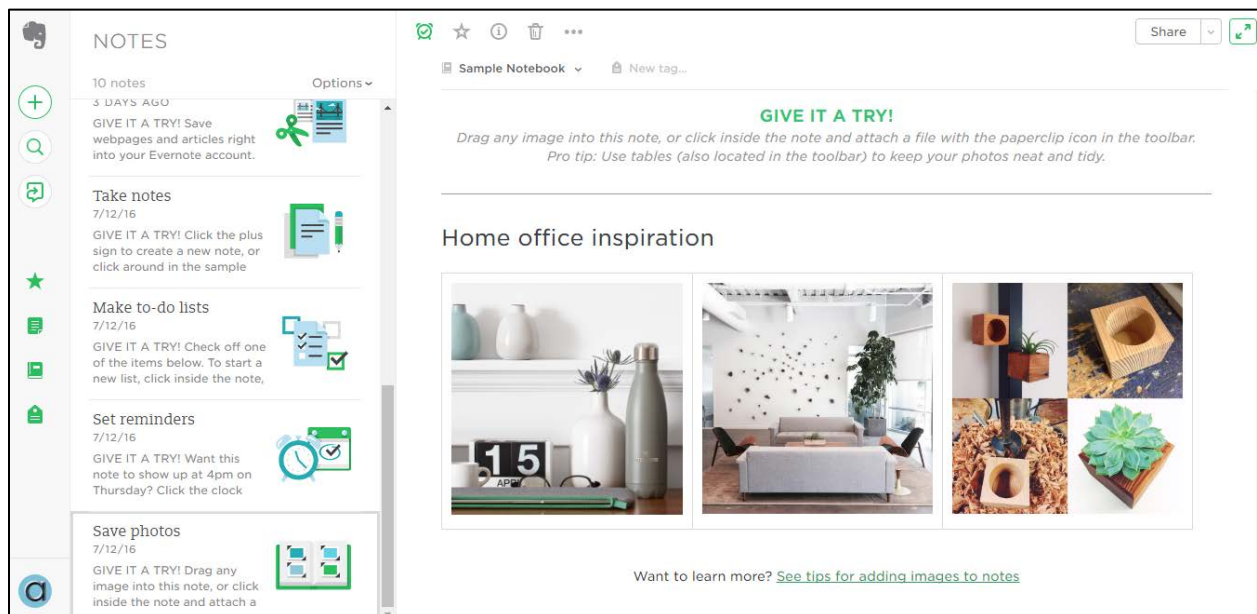 NOTES
10 notes
Options
3 DAYS AGO
GIVE IT A TRY! Save
webpages and articles right
into your Evernote account.
Take notes
7/12/16
GIVE IT A TRY! Click the plus
sign to create a new note, or
click around in the sample
Make to-do lists
7/12/16
GIVE IT A TRY! Check off one
of the items below. To start a
new list, click inside the note,
Set reminders
7/12/16
GIVE IT A TRY! Want this
note to show up at 4pm on
Thursday? Click the clock
Save photos
7/12/16
GIVE IT A TRY! Drag any
image into this note, or click
inside the note and attach a
a
Share
Sample Notebook
New tag...
GIVE IT A TRY!
Drag any image into this note, or click inside the note and attach a file with the paperclip icon in the toolbar.
Pro tip: Use tables (also located in the toolbar) to keep your photos neat and tidy.
Home office inspiration
15
Want to learn more? See tips for adding images to notes